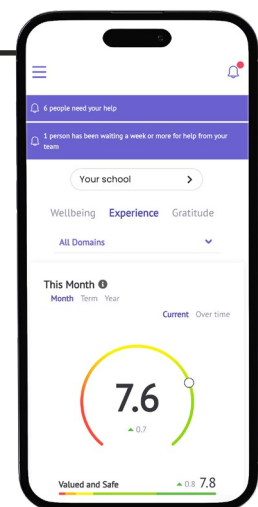 6 people need your help
1 person has been waiting a week or more for help from your
team
Your school
Wellbeing Experience Gratitude
All Domains
This Month
Month Term Year
Current Over time
7.6
0.7
Valued and Safe 0.8 7.8